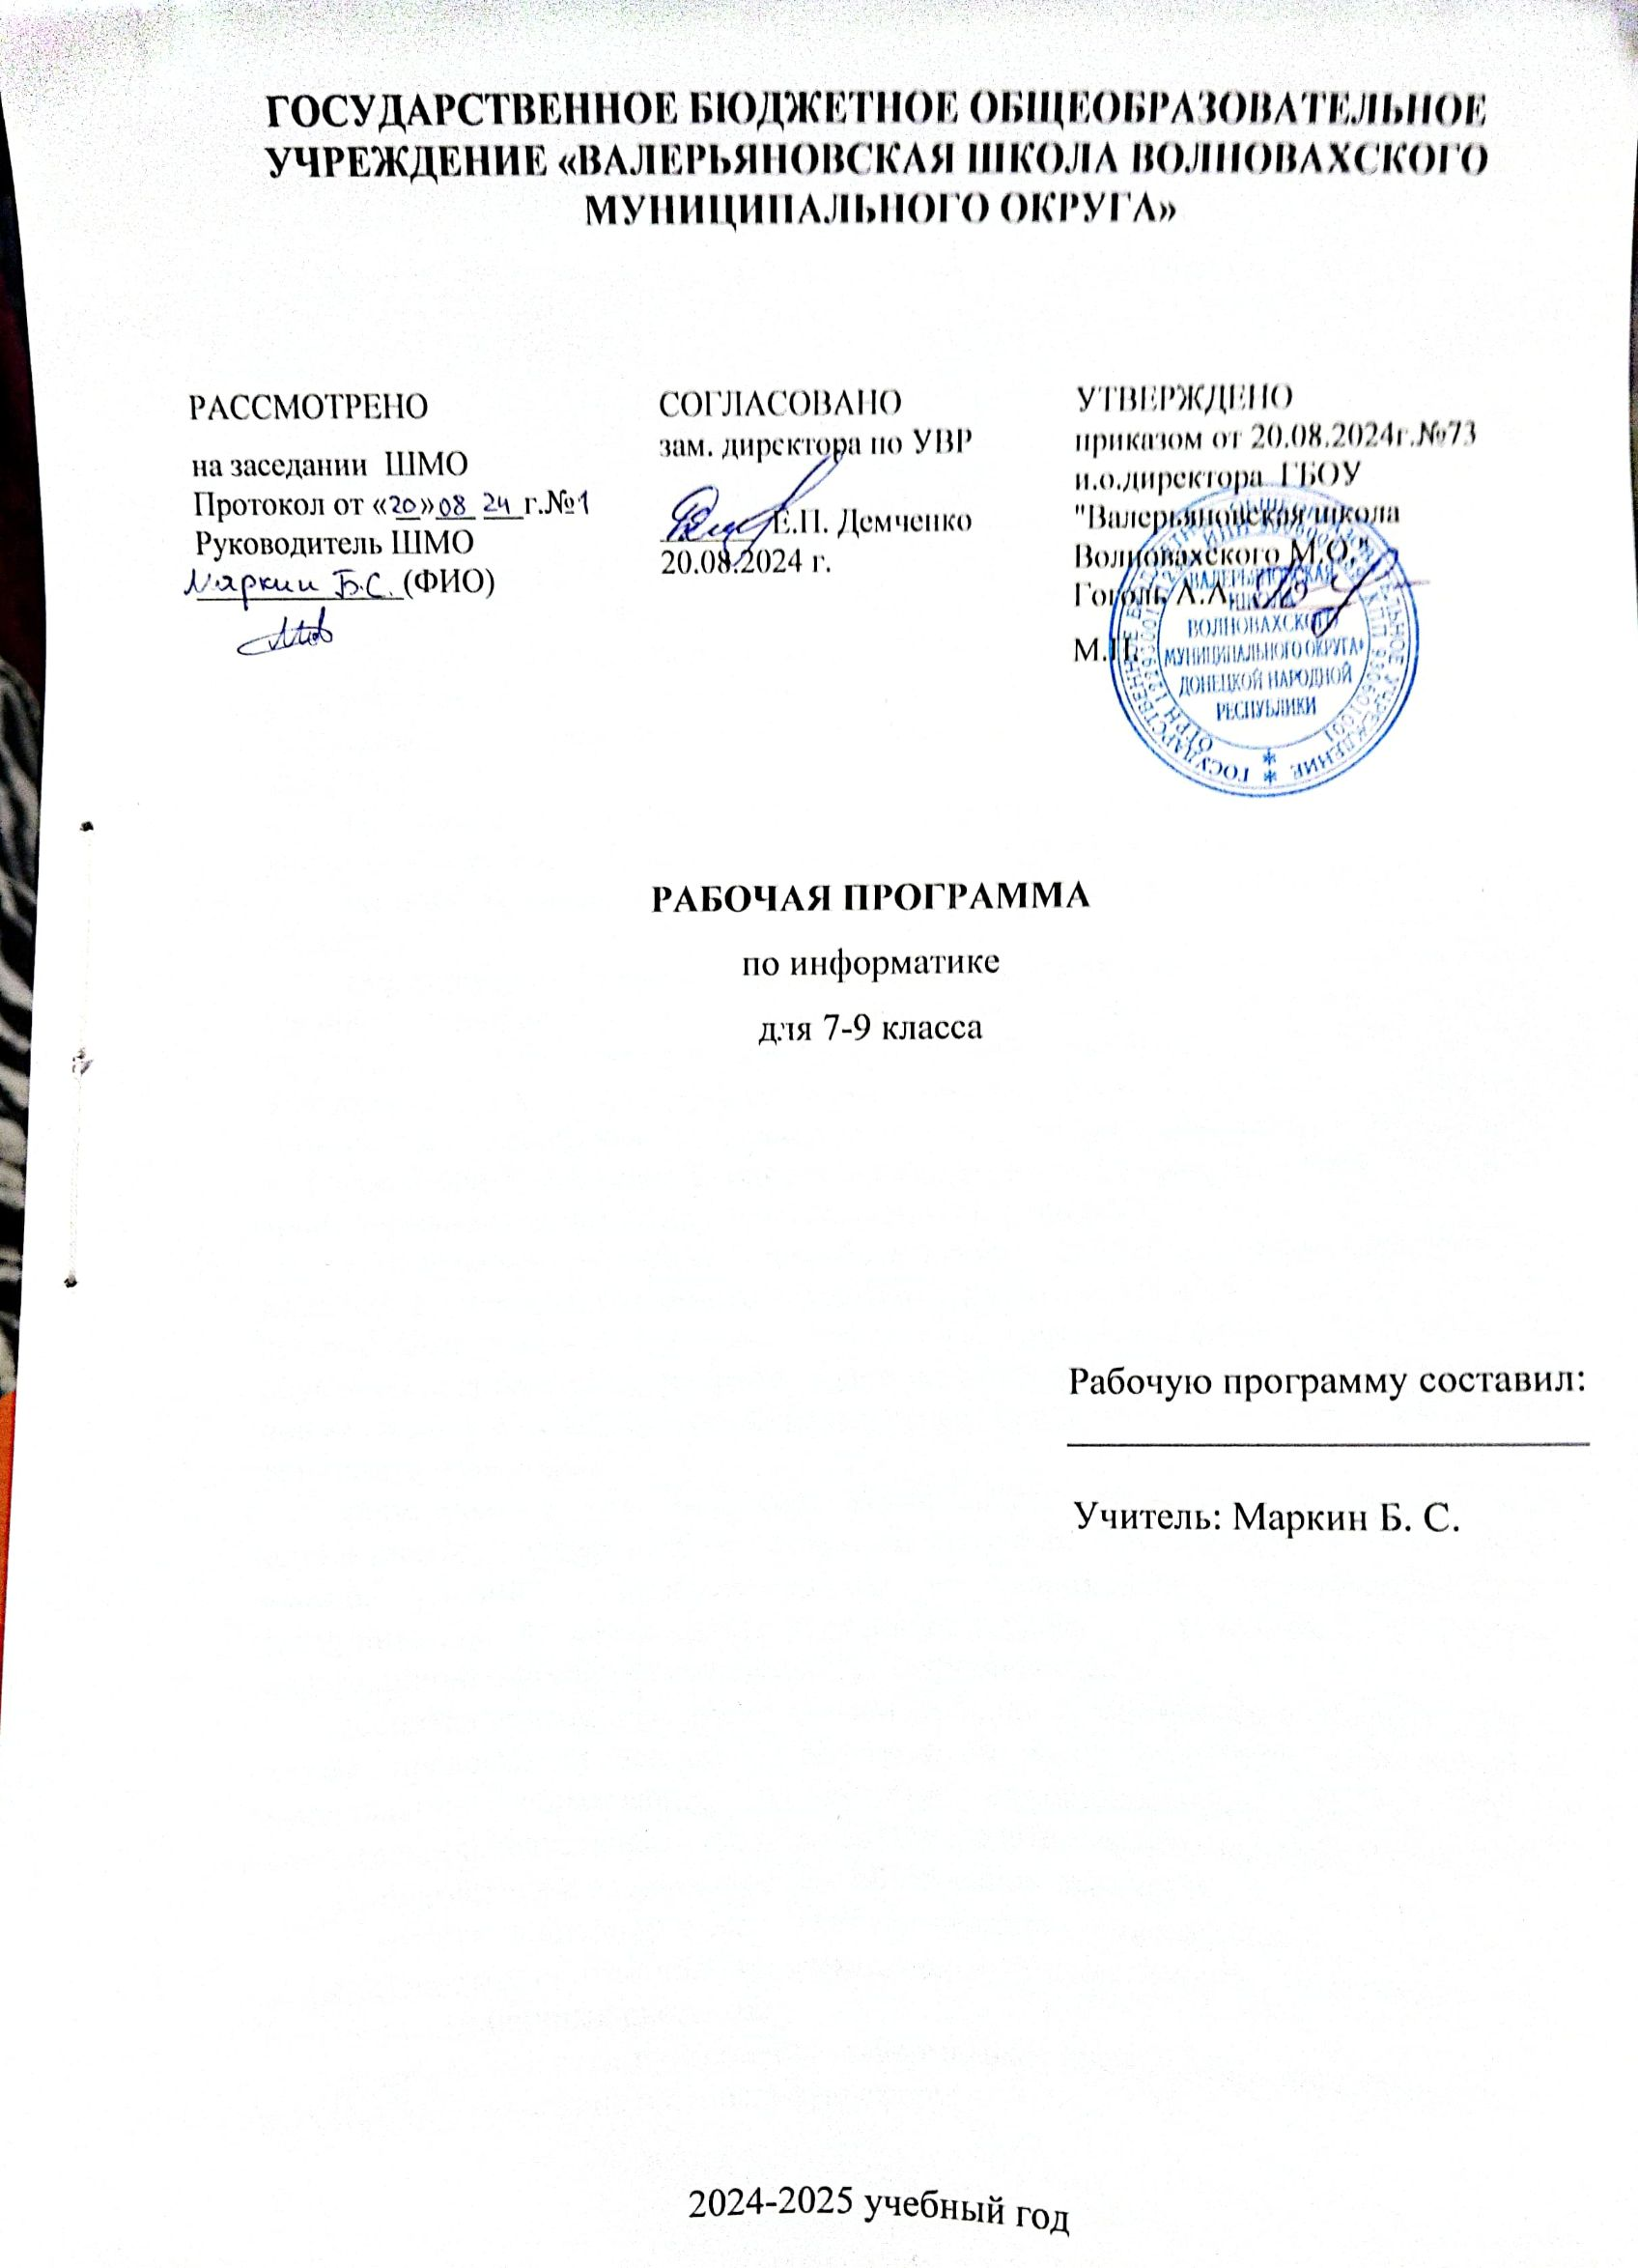 ГОСУДАРСТВЕННОЕ БЮДЖЕТНОЕ ОБЩЕОБРАЗОВАТЕЛЬНОЕ
УЧРЕЖДЕНИЕ «ВАЛЕРЬЯНОВСКАЯ ШКОЛА ВОЛНОВАХСКОГО
МУНИЦИПАЛЬНОГО ОКРУГА»
РАССМОТРЕНО
на заседании ШМО
Протокол от «20» 08 24 г.№1
Руководитель ШМО
Маркин Б.С. (ФИО)
СОГЛАСОВАНО
зам. директора по УВР
Е.П. Демченко
20.08.2024 г.
УТВЕРЖДЕНО
приказом от 20.08.2024г.№73
и.о.директора ГБОУ
"Валерьяновская школа
Волновахского М.О."
Гоголь А.А.
М.П.
ВАЛЕРЬЯНОВСКАЯ
ШКОЛА
ВОЛНОВАХСКОГО
МУНИЦИПАЛЬНОГО ОКРУГА»
ДОНЕЦКОЙ НАРОДНОЙ
РЕСПУБЛИКИ
РАБОЧАЯ ПРОГРАММА
по информатике
для 7-9 класса
Рабочую программу составил:
Учитель: Маркин Б. С.
2024-2025 учебный год